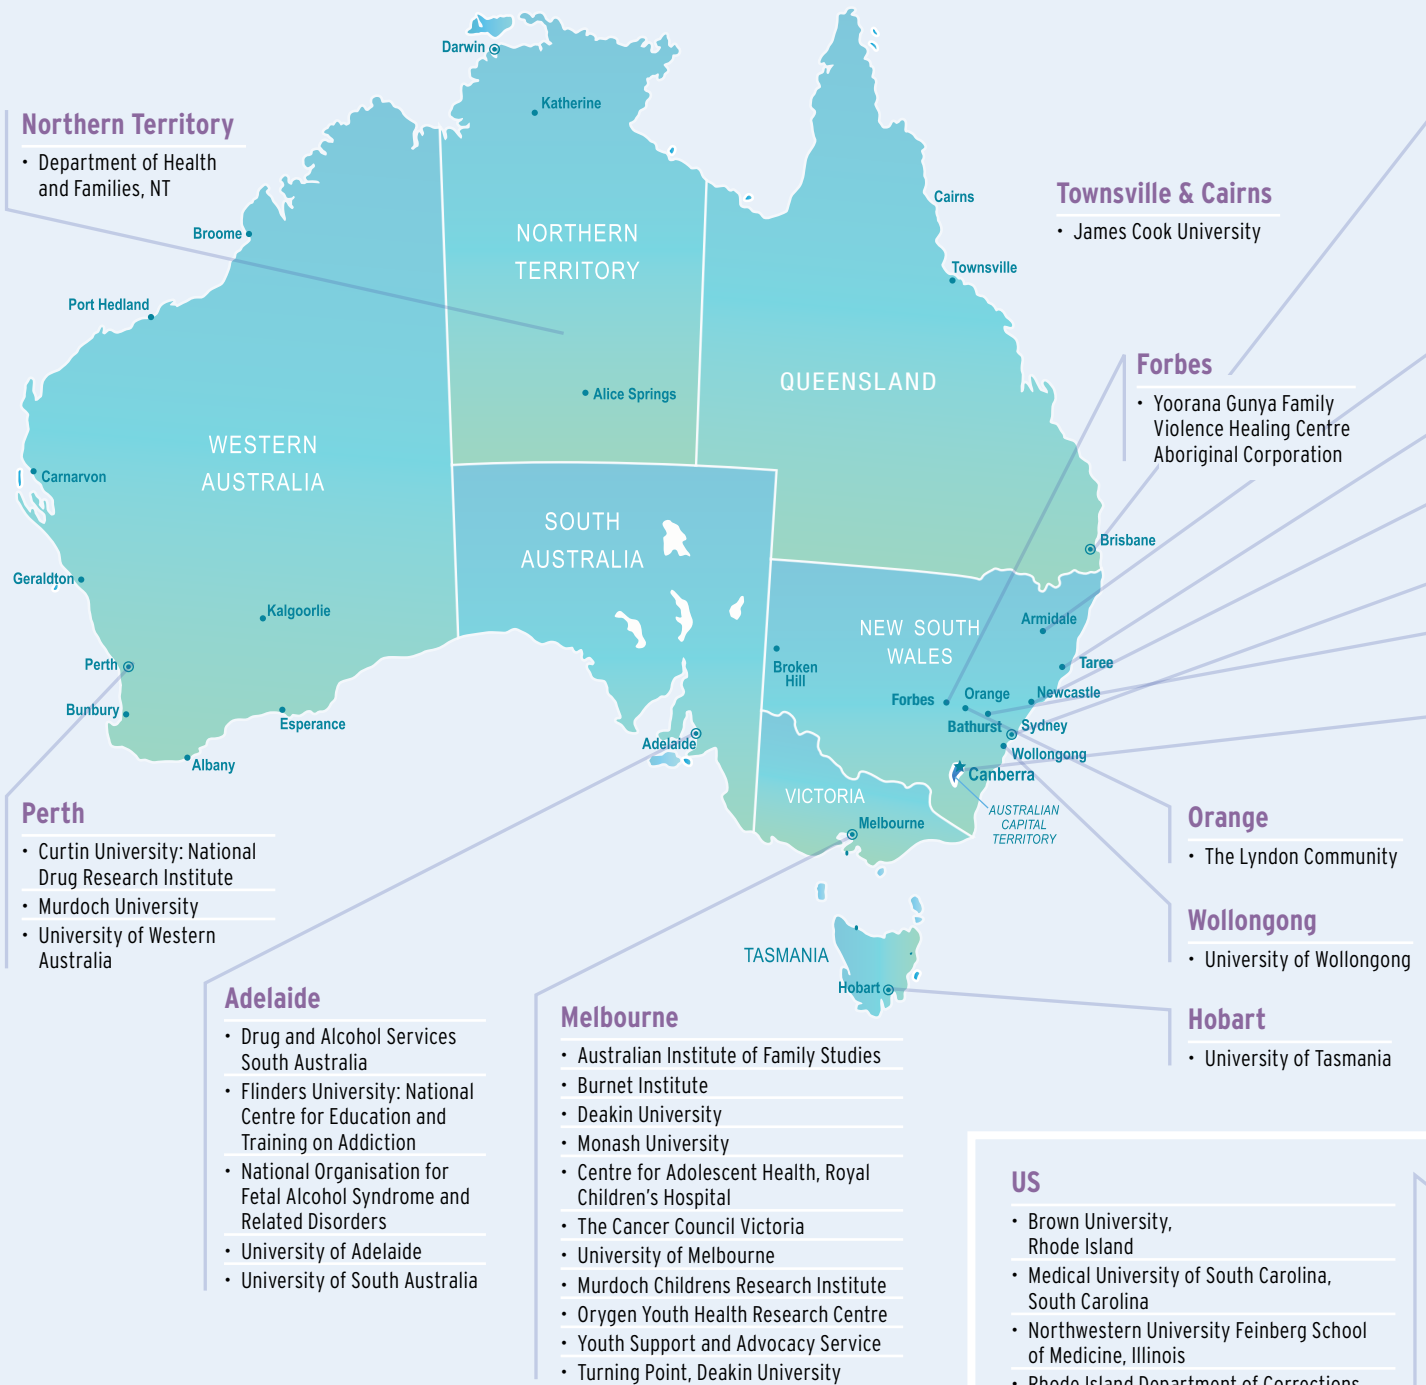 Darwin
Katherine
Northern Territory
• Department of Health
and Families, NT
Broome
Port Hedland
NORTHERN
TERRITORY
Cairns
Townsville
Townsville & Cairns
• James Cook University
Alice Springs
QUEENSLAND
Forbes
• Yoorana Gunya Family
Violence Healing Centre
Aboriginal Corporation
WESTERN
AUSTRALIA
Carnarvon
SOUTH
AUSTRALIA
Brisbane
Geraldton
Kalgoorlie
Perth
Bunbury
Esperance
Albany
NEW SOUTH
WALES
Armidale
Taree
Broken
Hill
Forbes
Orange
Newcastle
Bathurst
Sydney
Wollongong
Canberra
Adelaide
VICTORIA
Melbourne
AUSTRALIAN
CAPITAL
TERRITORY
TASMANIA
Hobart
Perth
• Curtin University: National
Drug Research Institute
• Murdoch University
• University of Western
Australia
Orange
• The Lyndon Community
Wollongong
• University of Wollongong
Hobart
• University of Tasmania
Adelaide
• Drug and Alcohol Services
South Australia
• Flinders University: National
Centre for Education and
Training on Addiction
• National Organisation for
Fetal Alcohol Syndrome and
Related Disorders
• University of Adelaide
• University of South Australia
Melbourne
• Australian Institute of Family Studies
• Burnet Institute
• Deakin University
• Monash University
• Centre for Adolescent Health, Royal
Children's Hospital
• The Cancer Council Victoria
• University of Melbourne
• Murdoch Childrens Research Institute
• Orygen Youth Health Research Centre
• Youth Support and Advocacy Service
• Turning Point, Deakin University
US
• Brown University,
Rhode Island
• Medical University of South Carolina,
South Carolina
• Northwestern University Feinberg School
of Medicine, Illinois
• Rhode Island Department of Corrections